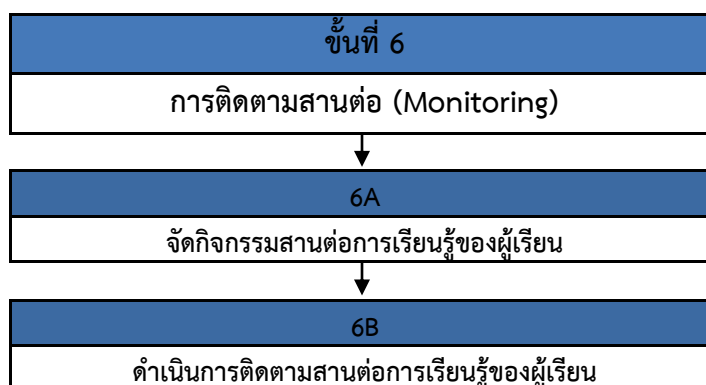 ขั้นที่ 6
การติดตามสานต่อ (Monitoring)
6A
จัดกิจกรรมสานต่อการเรียนรู้ของผู้เรียน
6B
ดำเนินการติดตามสานต่อการเรียนรู้ของผู้เรียน